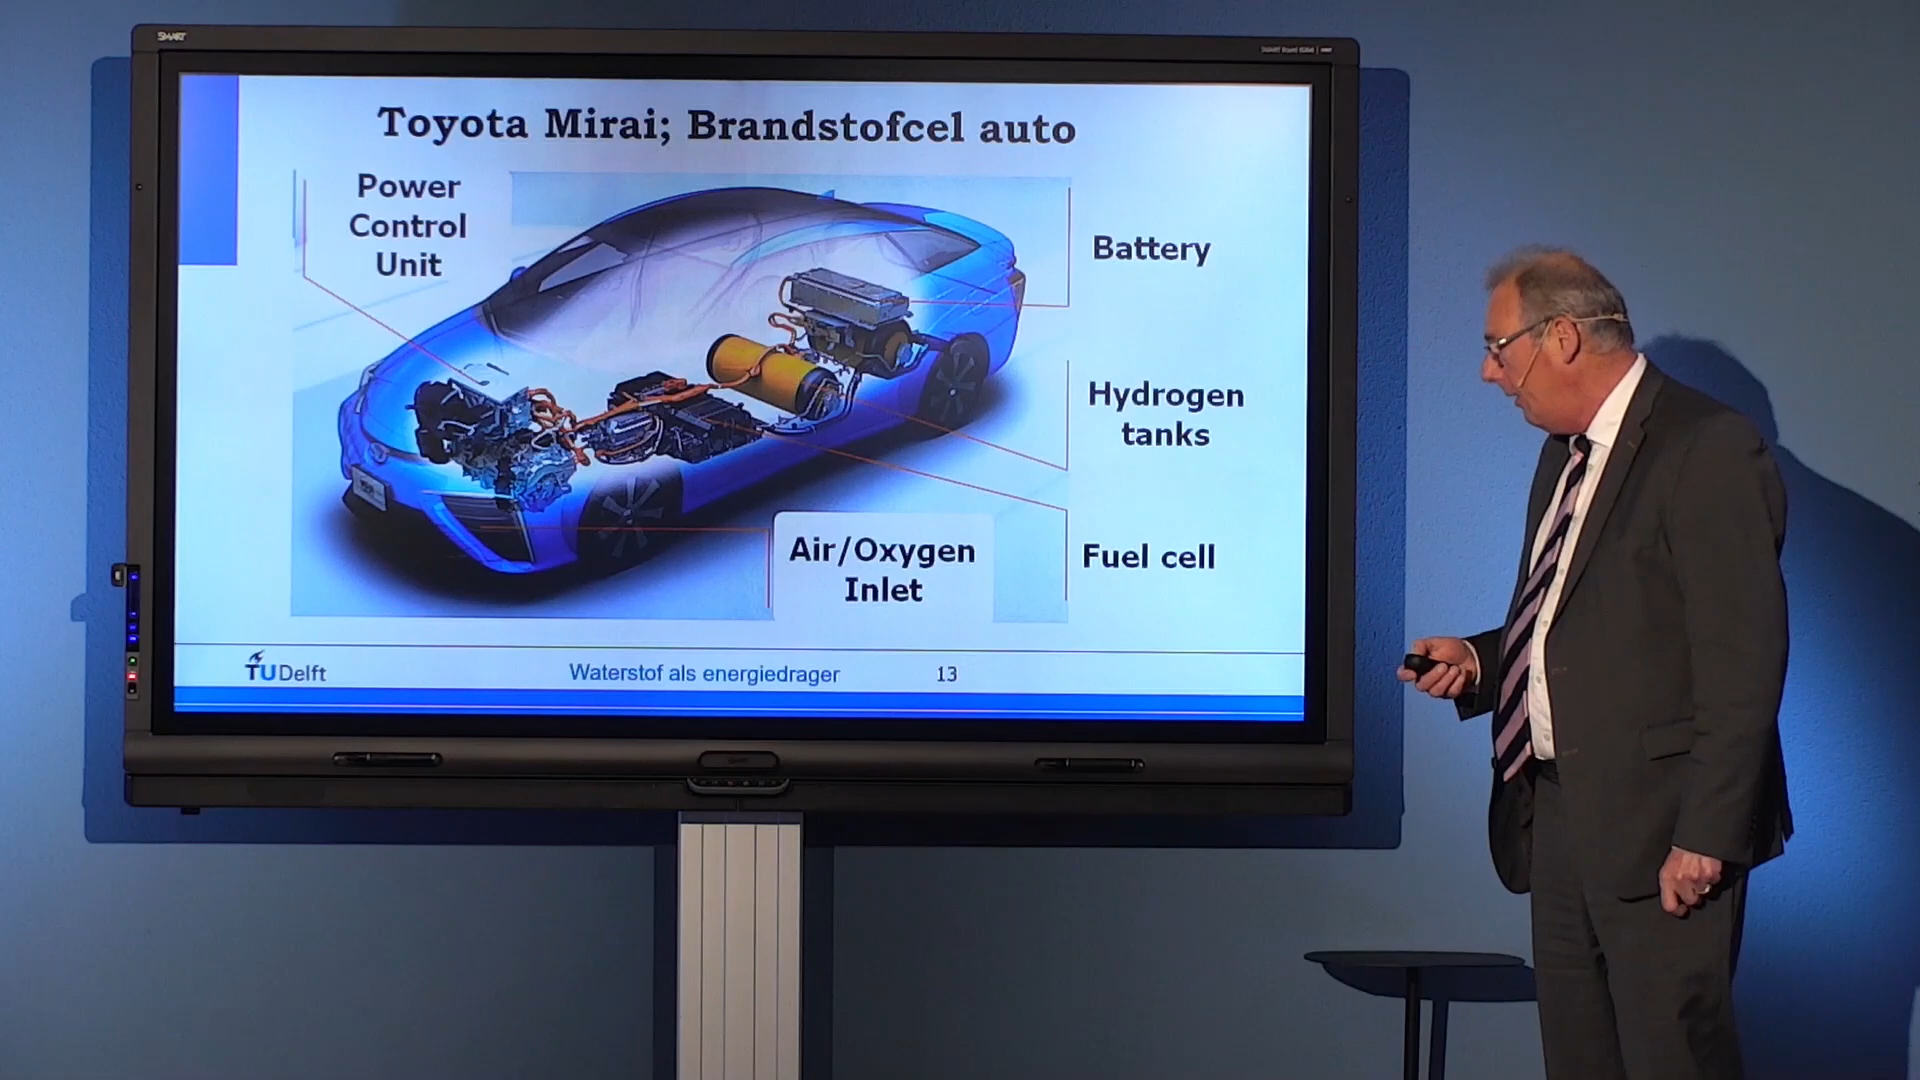 SMART
Toyota Mirai; Brandstofcel auto
Power
Control
Unit
Battery
Hydrogen
tanks
Air/Oxygen
Inlet
Fuel cell
TUDelft
Waterstof als energiedrager
13